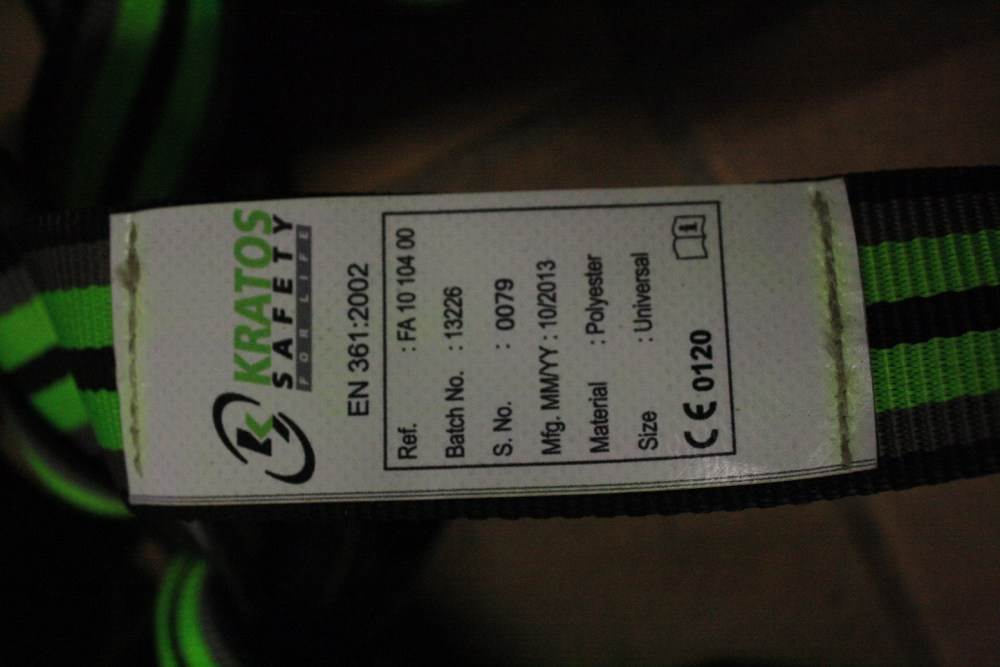 KRATOS
SAFETY
FOR LIFE
EN 361:2002
Ref. : FA 10 104 00
Batch No. : 13226
S. No. : 0079
Mfg. MM/YY : 10/2013
Material : Polyester
Size : Universal
CE 0120